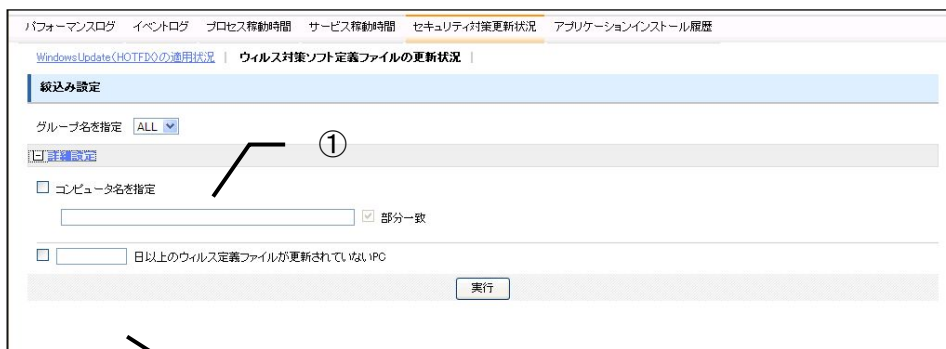 パフォーマンスログ イベントログ プロセス稼動時間 サービス稼動時間 セキュリティ対策更新状況 アプリケーションインストール履歴
WindowsUpdate(HOTFIX)の適用状況 | ウィルス対策ソフト定義ファイルの更新状況 |
絞込み設定
グループ名を指定 ALL
①
詳細設定
コンピュータ名を指定
部分一致
日以上のウィルス定義ファイルが更新されていないPC
実行